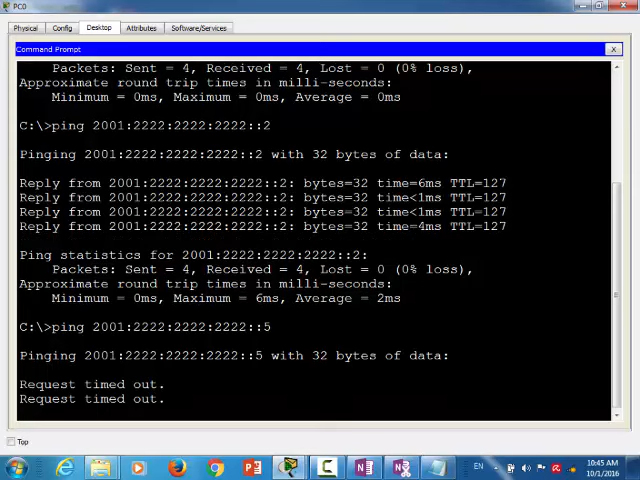 PC0
Physical Config Desktop Attributes Software/Services
Command Prompt X
Packets: Sent = 4, Received = 4, Lost = 0 (0% loss),
Approximate round trip times in milli-seconds:
Minimum = 0ms, Maximum = 0ms, Average = 0ms
C:\>ping 2001:2222:2222:2222::2
Pinging 2001:2222:2222:2222::2 with 32 bytes of data:
Reply from 2001:2222:2222:2222::2: bytes=32 time=6ms TTL=127
Reply from 2001:2222:2222:2222::2: bytes=32 time<1ms TTL=127
Reply from 2001:2222:2222:2222::2: bytes=32 time<1ms TTL=127
Reply from 2001:2222:2222:2222::2: bytes=32 time=4ms TTL=127
Ping statistics for 2001:2222:2222:2222::2:
Packets: Sent = 4, Received = 4, Lost = 0 (0% loss),
Approximate round trip times in milli-seconds:
Minimum = 0ms, Maximum = 6ms, Average = 2ms
C:\>ping 2001:2222:2222:2222::5
Pinging 2001:2222:2222:2222::5 with 32 bytes of data:
Request timed out.
Request timed out.
Top
EN 10:45 AM
10/1/2016